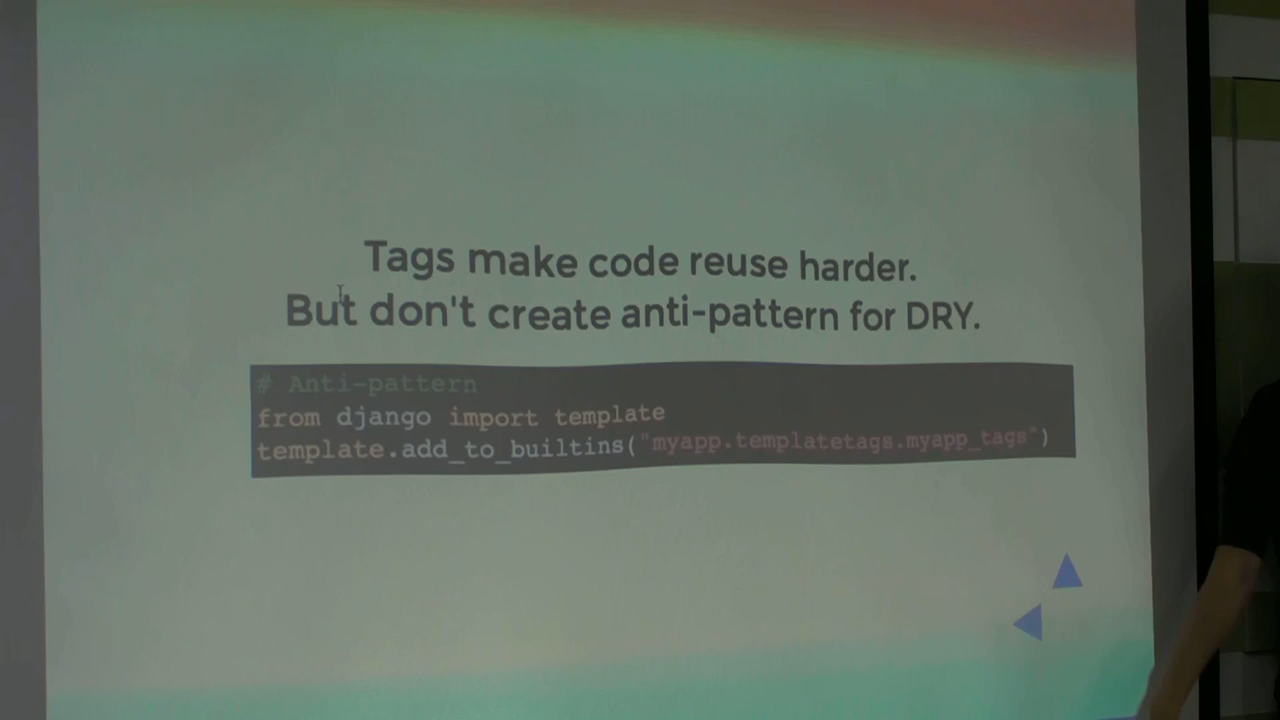 Tags make code reuse harder.
But don't create anti-pattern for DRY.
# Anti-pattern
from django import template
template.add_to_builtins("myapp.templatetags.myapp_tags")